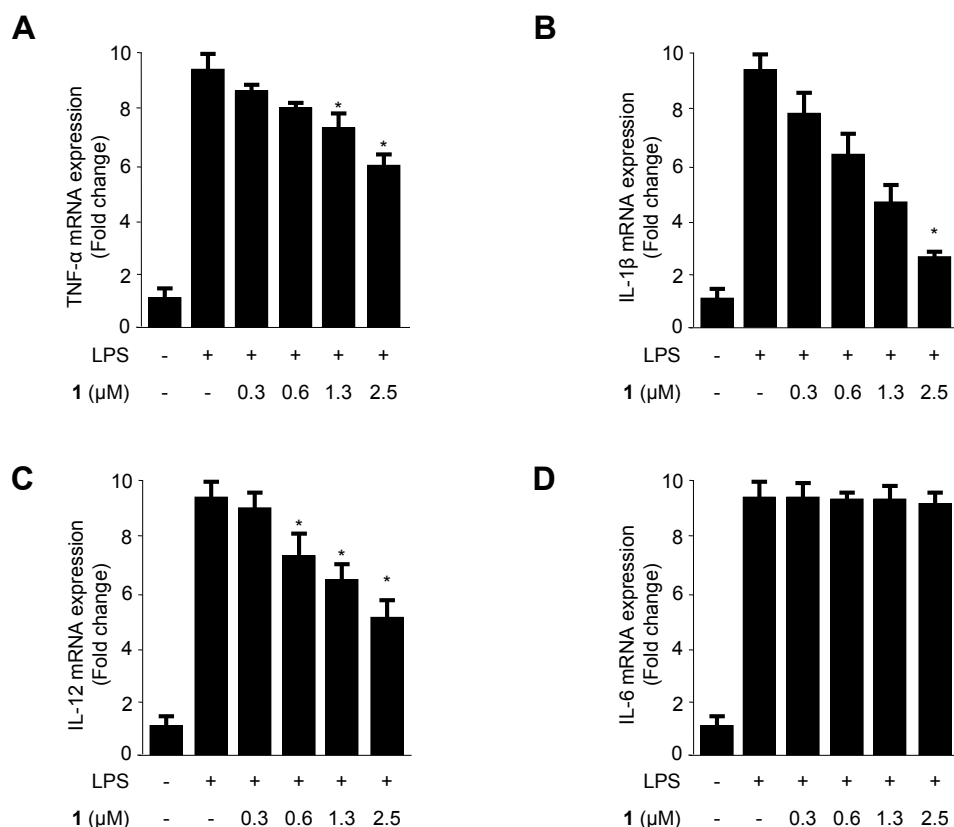 A
TNF-α mRNA expression
(Fold change)
10
8
6
4
2
0
*
*
LPS - + + + + +
1 (μM) - - 0.3 0.6 1.3 2.5
B
IL-1β mRNA expression
(Fold change)
10
8
6
4
2
0
*
LPS - + + + + +
1 (μM) - - 0.3 0.6 1.3 2.5
C
IL-12 mRNA expression
(Fold change)
10
8
6
4
2
0
*
*
*
LPS - + + + + +
1 (μM) - - 0.3 0.6 1.3 2.5
D
IL-6 mRNA expression
(Fold change)
10
8
6
4
2
0
LPS - + + + + +
1 (μM) - - 0.3 0.6 1.3 2.5